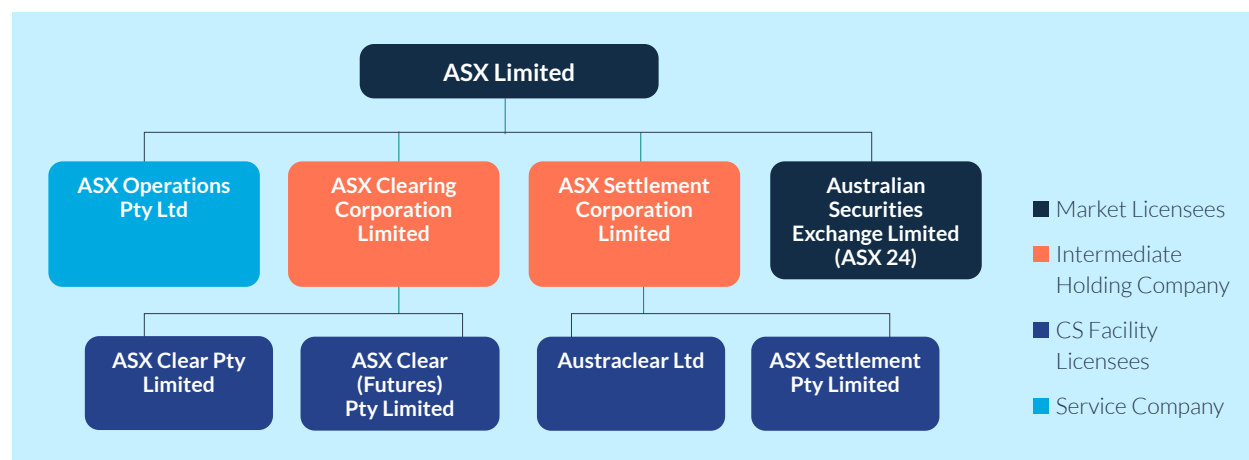 ASX Limited
ASX Operations
Pty Ltd
ASX Clearing
Corporation
Limited
ASX Settlement
Corporation
Limited
Australian
Securities
Exchange Limited
(ASX 24)
ASX Clear Pty
Limited
ASX Clear
(Futures)
Pty Limited
Austraclear Ltd
ASX Settlement
Pty Limited
Market Licensees
Intermediate
Holding Company
CS Facility
Licensees
Service Company